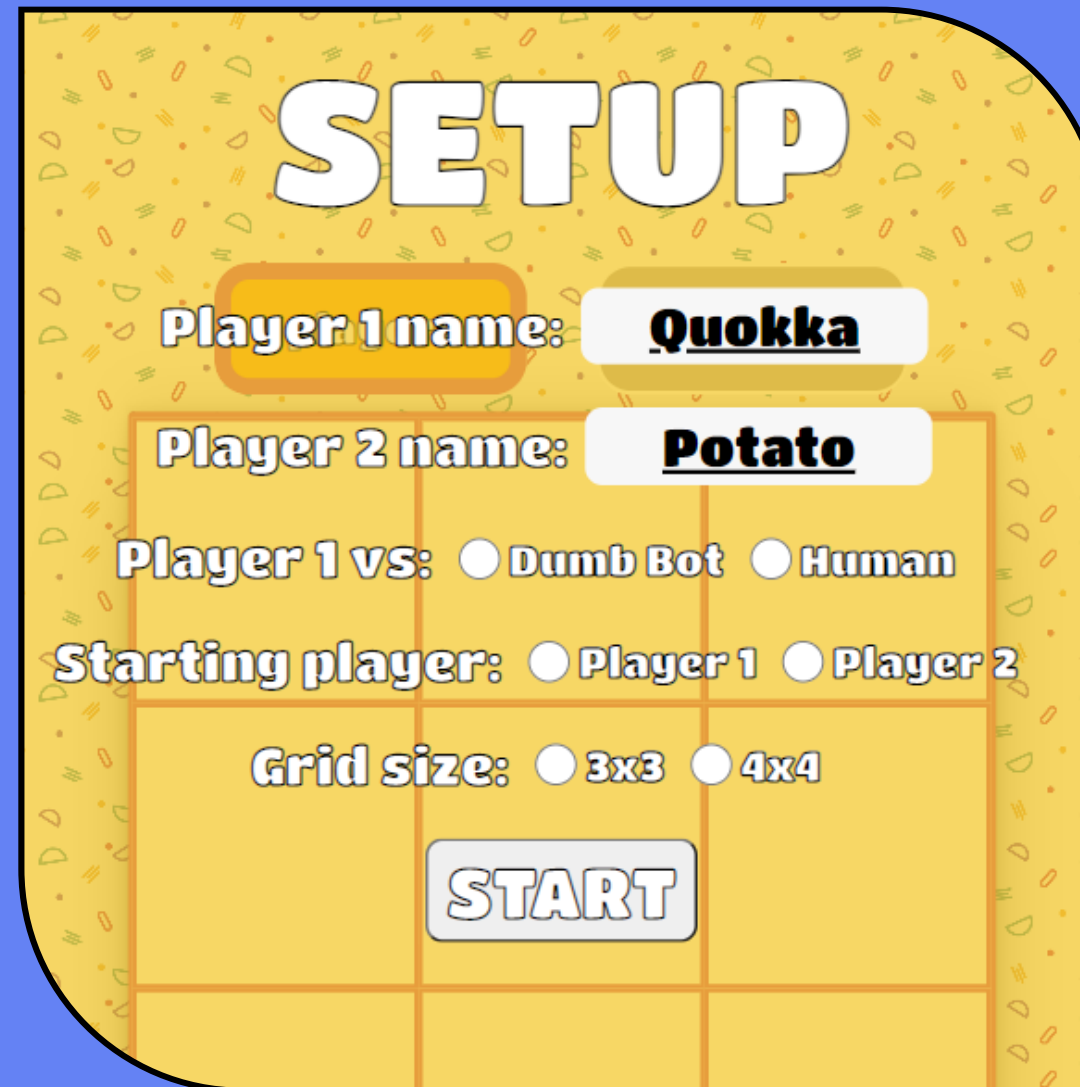 SETUP
Player 1 name: Quokka
Player 2 name: Potato
Player 1 vs: Dumb Bot Human
Starting player: Player 1 Player 2
Grid size: 3x3 4x4
START